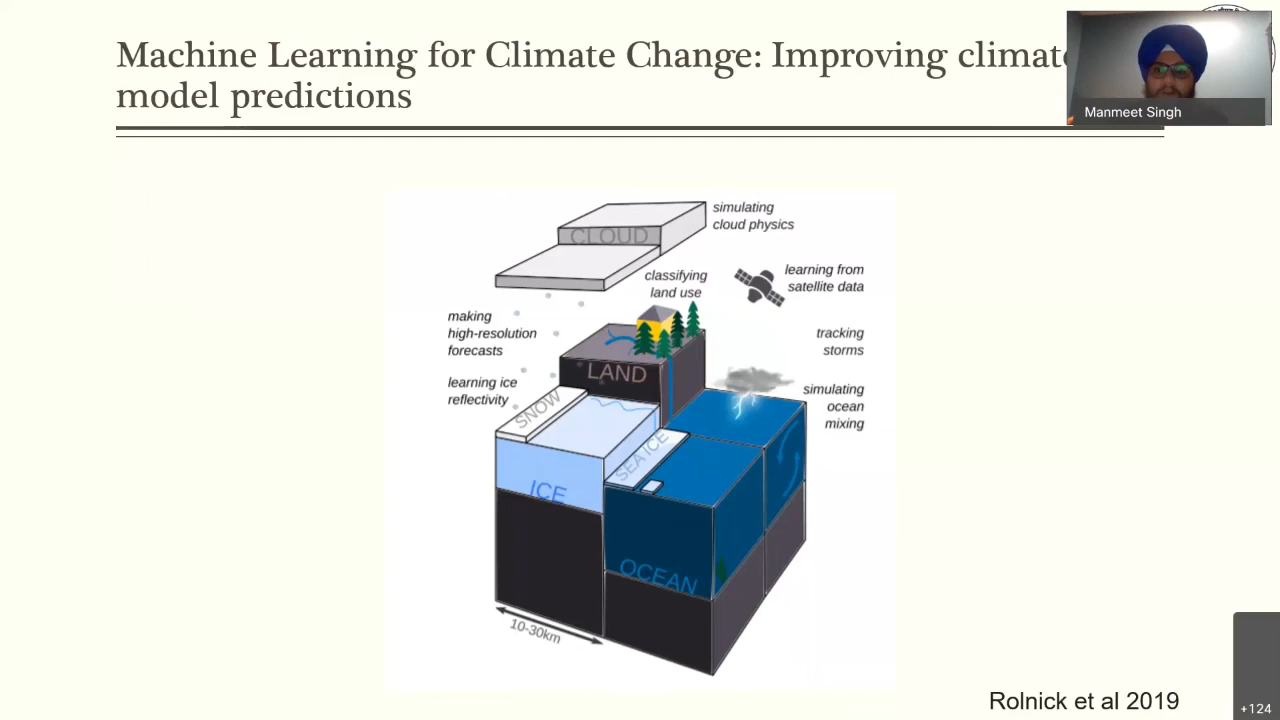 Machine Learning for Climate Change: Improving climate
model predictions
Manmeet Singh
simulating
cloud physics
CLOUD
classifying
land use
learning from
satellite data
making
high-resolution
forecasts
tracking
storms
LAND
learning ice
reflectivity
simulating
ocean
mixing
SNOW
SEA ICE
ICE
OCEAN
10-30km
Rolnick et al 2019
+124